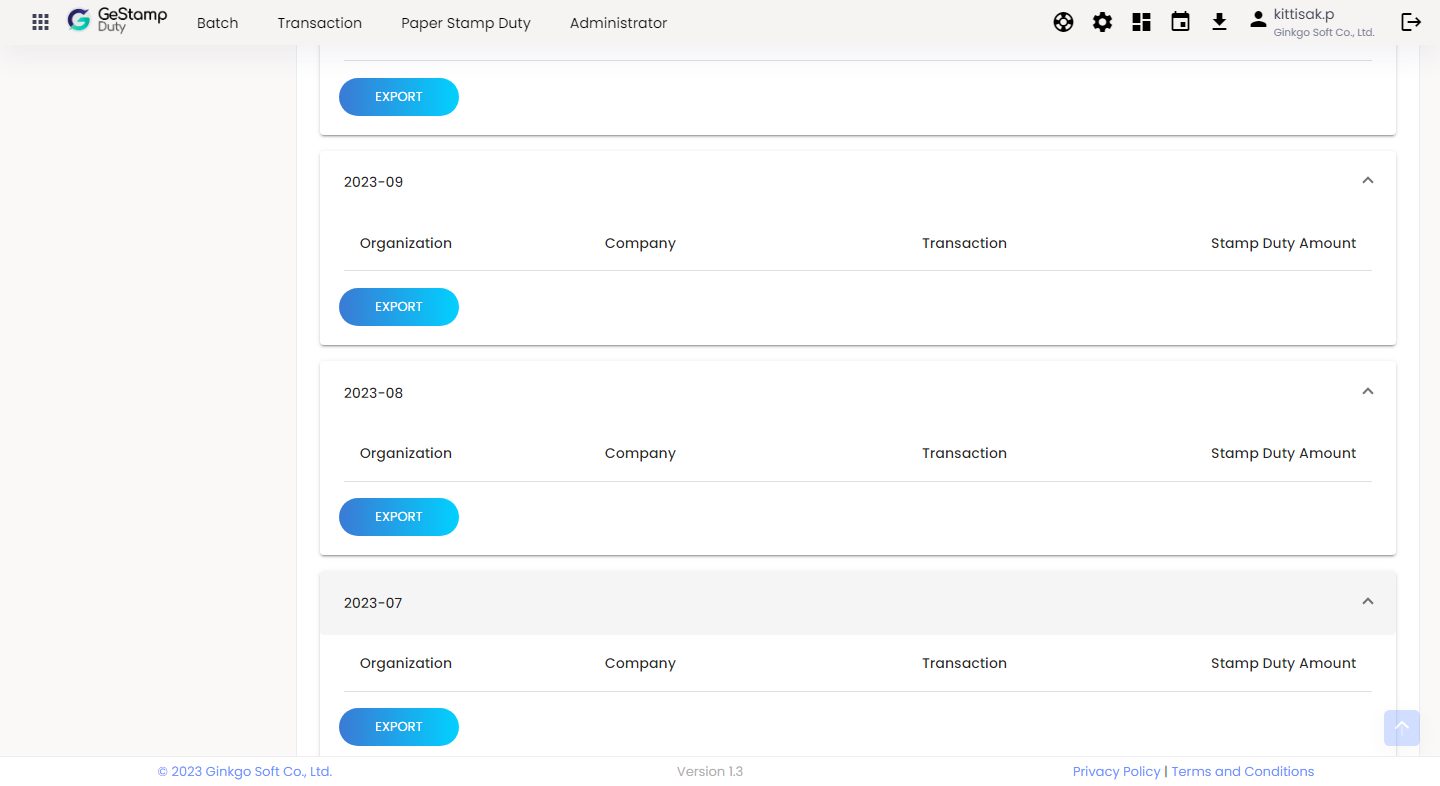 GeStamp
Duty
Batch
Transaction
Paper Stamp Duty
Administrator
kittisak.p
Ginkgo Soft Co., Ltd.
EXPORT
2023-09
Organization Company Transaction Stamp Duty Amount
EXPORT
2023-08
Organization Company Transaction Stamp Duty Amount
EXPORT
2023-07
Organization Company Transaction Stamp Duty Amount
EXPORT
© 2023 Ginkgo Soft Co., Ltd.
Version 1.3
Privacy Policy | Terms and Conditions